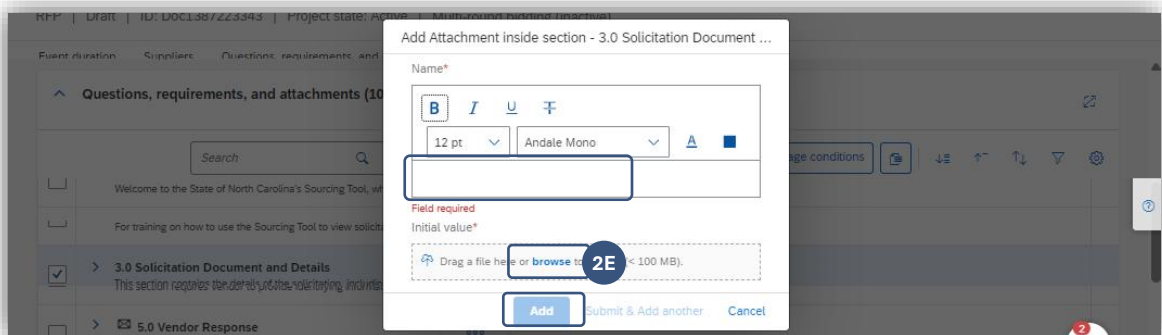 RFP | Draft | ID: Doc1387223343 | Project state: Active | Multi-round bidding (inactive)
Event duration Suppliers Questions, requirements, and
Questions, requirements, and attachments (10
Search
age conditions
Welcome to the State of North Carolina's Sourcing Tool, wh
For training on how to use the Sourcing Tool to view solicita
3.0 Solicitation Document and Details
This section
5.0 Vendor Response
Add Attachment inside section - 3.0 Solicitation Document ...
Name*
B I U T
12 pt Andale Mono A
Field required
Initial value*
Drag a file here or browse to (< 100 MB).
2E
Add Submit & Add another Cancel
2